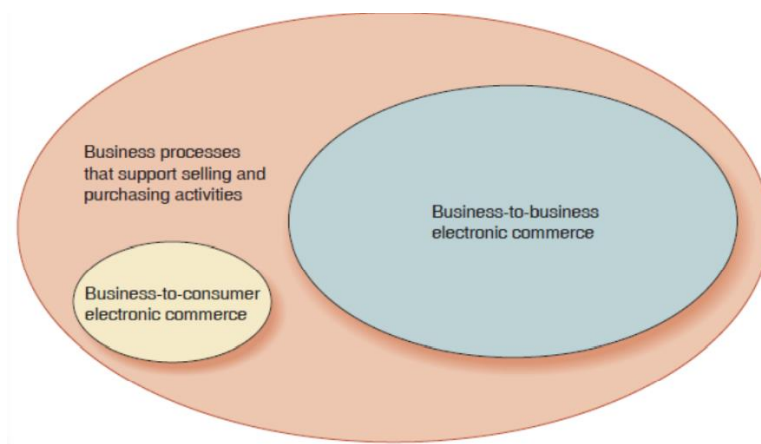 Business processes
that support selling and
purchasing activities
Business-to-business
electronic commerce
Business-to-consumer
electronic commerce